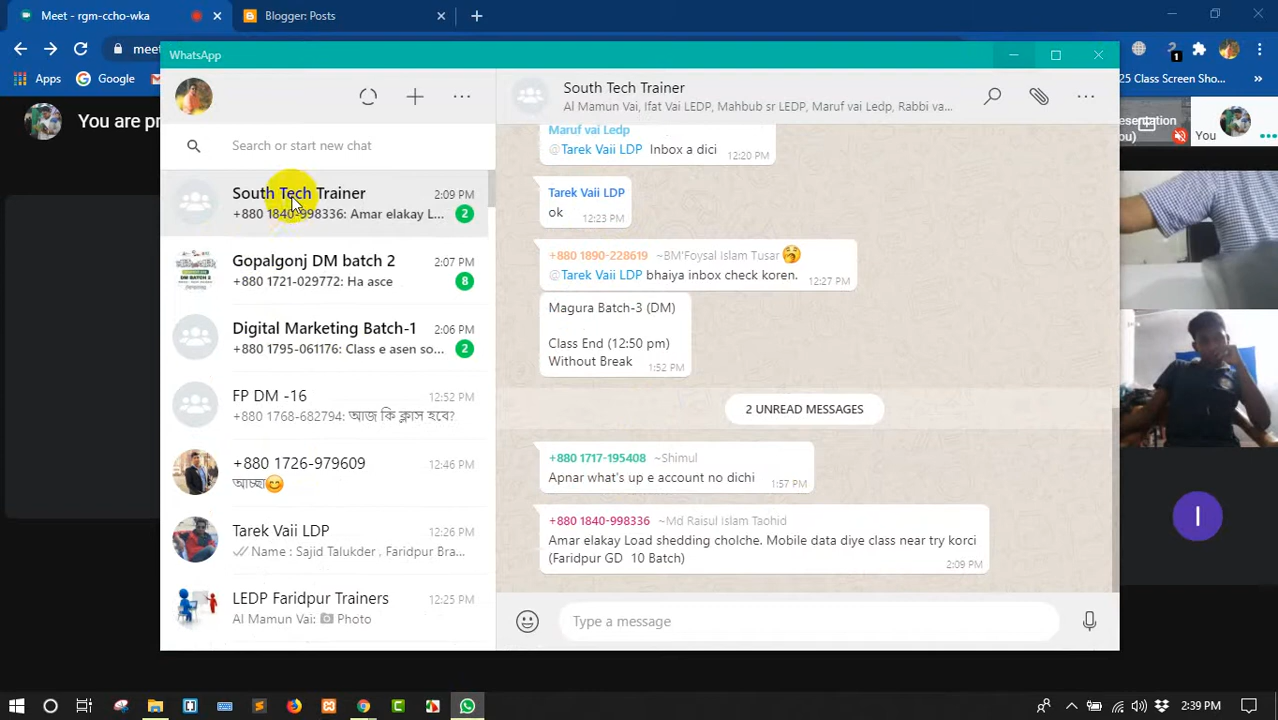 Meet - rgm-ccho-wka
Blogger: Posts
mee
1
Apps
Google
25 Class Screen Sho...
You are pr
esentation
ou)
You
WhatsApp
Search or start new chat
South Tech Trainer
2:09 PM
+880 1840-998336: Amar elakay L...
2
Gopalgonj DM batch 2
2:07 PM
+880 1721-029772: Ha asce
8
Digital Marketing Batch-1
2:06 PM
+880 1795-061176: Class e asen so...
2
FP DM -16
12:52 PM
+880 1768-682794: আজ কি ক্লাস হবে?
+880 1726-979609
12:46 PM
আচ্ছা😊
Tarek Vaii LDP
12:26 PM
Name : Sajid Talukder , Faridpur Bra...
LEDP Faridpur Trainers
12:25 PM
Al Mamun Vai: Photo
South Tech Trainer
Al Mamun Vai, Ifat Vai LEDP, Mahbub sr LEDP, Maruf vai Ledp, Rabbi va...
Maruf vai Ledp
@Tarek Vaii LDP Inbox a dici
12:20 PM
Tarek Vaii LDP
ok
12:23 PM
+880 1890-228619 ~BM'Foysal Islam Tusar🥱
@Tarek Vaii LDP bhaiya inbox check koren.
12:27 PM
Magura Batch-3 (DM)
Class End (12:50 pm)
Without Break
1:52 PM
2 UNREAD MESSAGES
+880 1717-195408 ~Shimul
Apnar what's up e account no dichi
1:57 PM
+880 1840-998336 ~Md Raisul Islam Taohid
Amar elakay Load shedding cholche. Mobile data diye class near try korci
(Faridpur GD 10 Batch)
2:09 PM
Type a message
I
2:39 PM